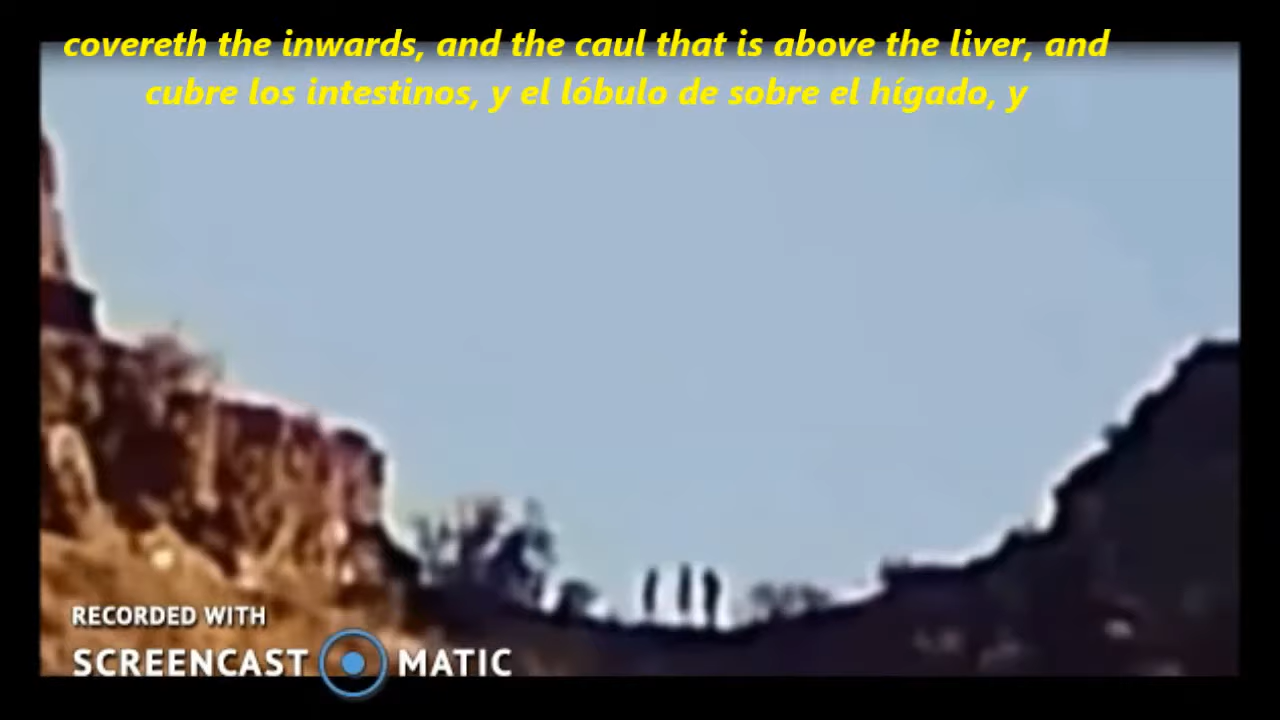 covereth the inwards, and the caul that is above the liver, and
cubre los intestinos, y el lóbulo de sobre el hígado, y
RECORDED WITH
SCREENCAST MATIC